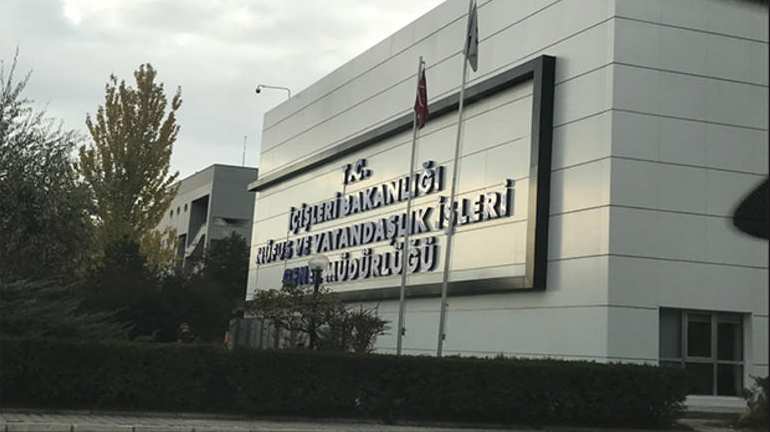 T.C.
İÇİŞLERİ BAKANLIĞI
NÜFUS VE VATANDAŞLIK İŞLERİ
GENEL MÜDÜRLÜĞÜ